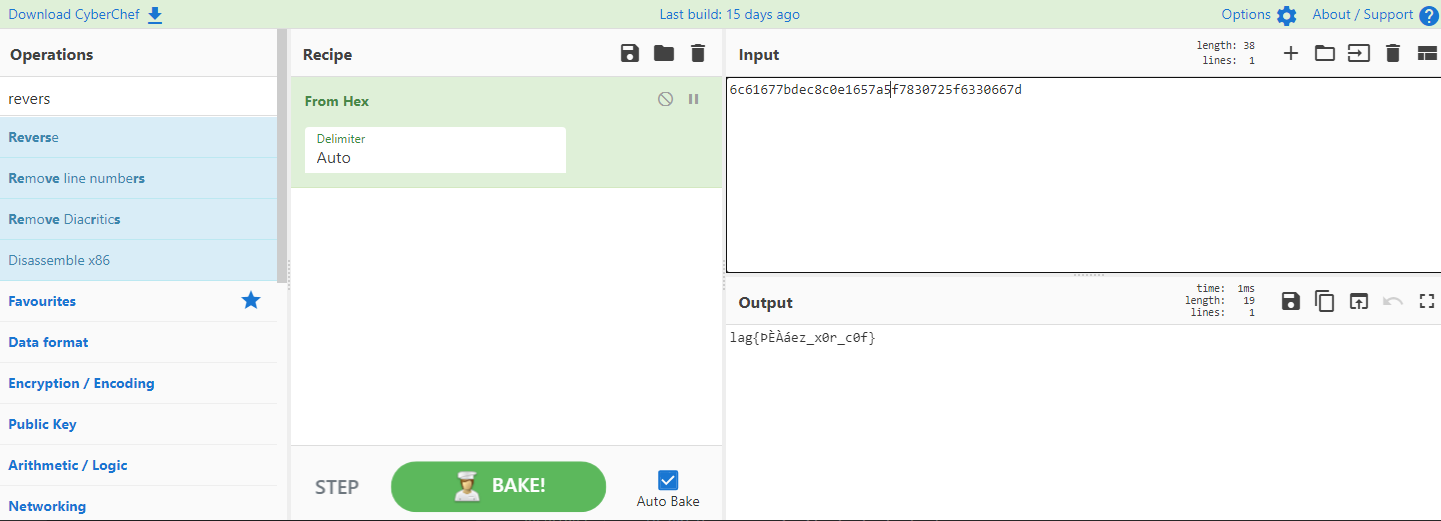 Download CyberChef
Last build: 15 days ago
Options
About / Support
Operations
revers
Reverse
Remove line numbers
Remove Diacritics
Disassemble x86
Favourites
Data format
Encryption / Encoding
Public Key
Arithmetic / Logic
Networking
Recipe
From Hex
Delimiter
Auto
STEP
BAKE!
Auto Bake
Input
length: 38
lines: 1
6c61677bdec8c0e1657a5f7830725f6330667d
Output
time: 1ms
length: 19
lines: 1
lag{ÞÈÀáez_x0r_c0f}